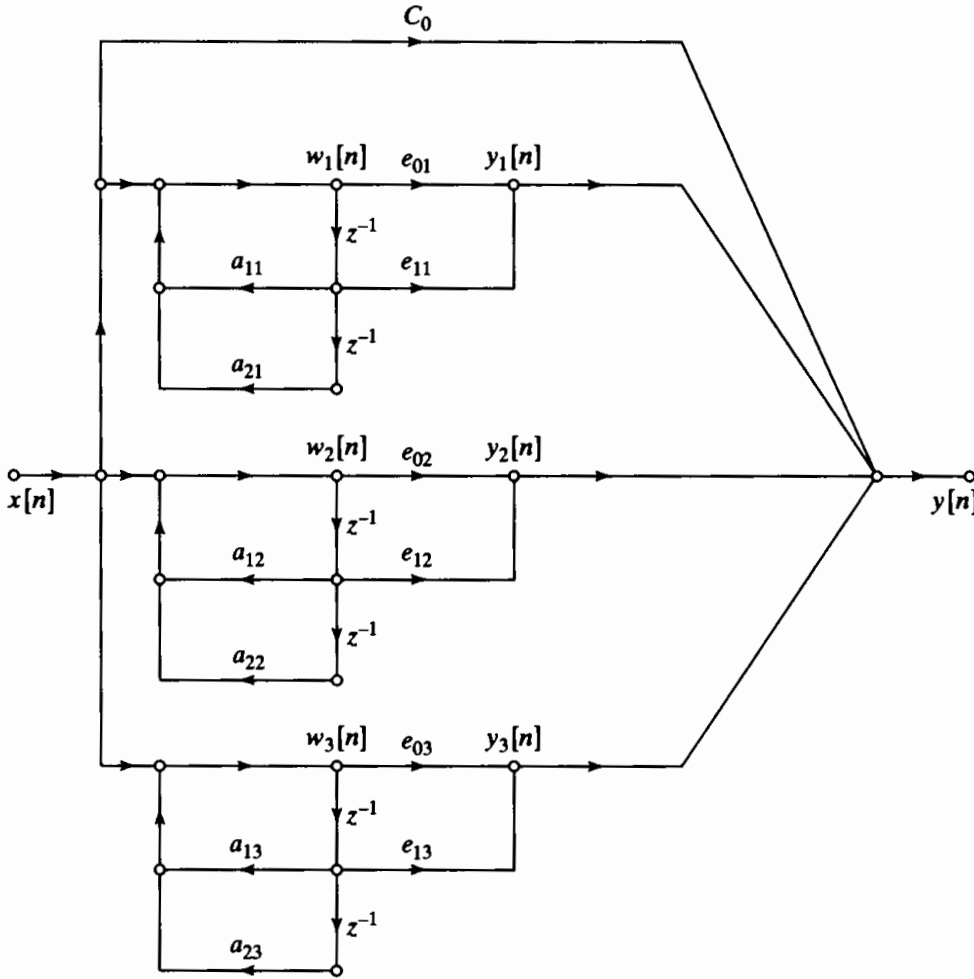 C₀
w₁[n] e₀₁ y₁[n]
z⁻¹
a₁₁ e₁₁
z⁻¹
a₂₁
w₂[n] e₀₂ y₂[n]
x[n] y[n]
z⁻¹
a₁₂ e₁₂
z⁻¹
a₂₂
w₃[n] e₀₃ y₃[n]
z⁻¹
a₁₃ e₁₃
z⁻¹
a₂₃